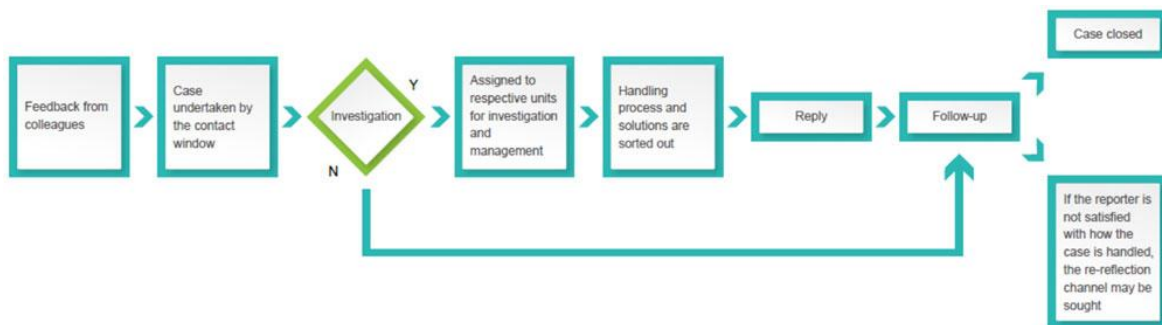 Feedback from
colleagues
Case
undertaken by
the contact
window
Investigation
Y
N
Assigned to
respective units
for investigation
and
management
Handling
process and
solutions are
sorted out
Reply
Follow-up
Case closed
If the reporter is
not satisfied
with how the
case is handled,
the re-reflection
channel may be
sought